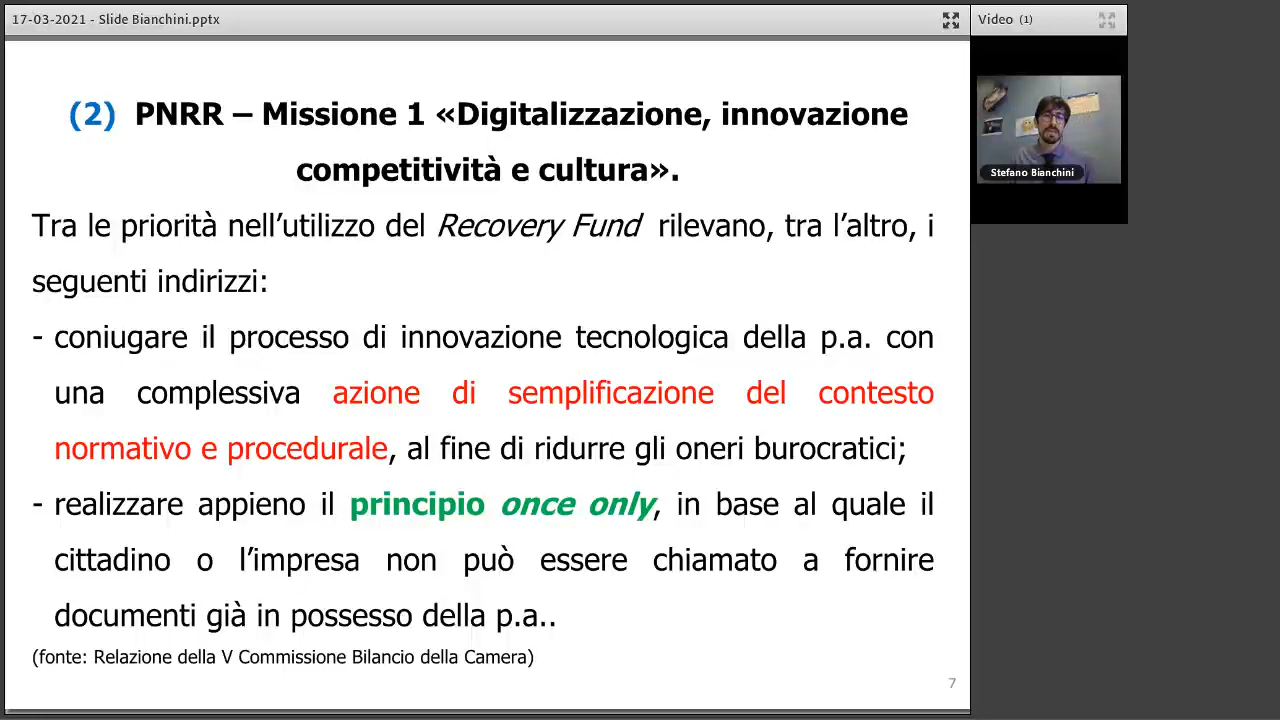 17-03-2021 - Slide Bianchini.pptx
Video (1)
(2) PNRR – Missione 1 «Digitalizzazione, innovazione
competitività e cultura».
Tra le priorità nell’utilizzo del Recovery Fund rilevano, tra l’altro, i
seguenti indirizzi:
- coniugare il processo di innovazione tecnologica della p.a. con
una complessiva azione di semplificazione del contesto
normativo e procedurale, al fine di ridurre gli oneri burocratici;
- realizzare appieno il principio once only, in base al quale il
cittadino o l’impresa non può essere chiamato a fornire
documenti già in possesso della p.a..
(fonte: Relazione della V Commissione Bilancio della Camera)
7
Stefano Bianchini